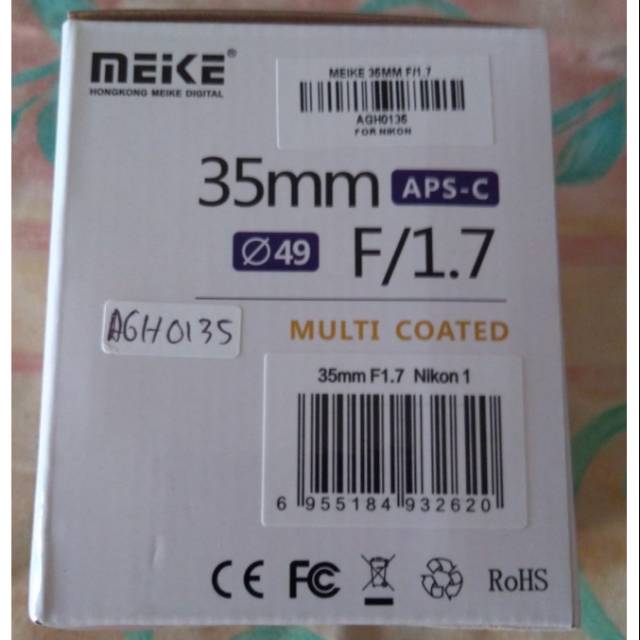 MEIKE®
HONGKONG MEIKE DIGITAL
MEIKE 35MM F/1.7
AGH0135
FOR NIKON
35mm APS-C
Ø49 F/1.7
AGH0135
MULTI COATED
35mm F1.7 Nikon 1
6 955184 932620
CE FC RoHS